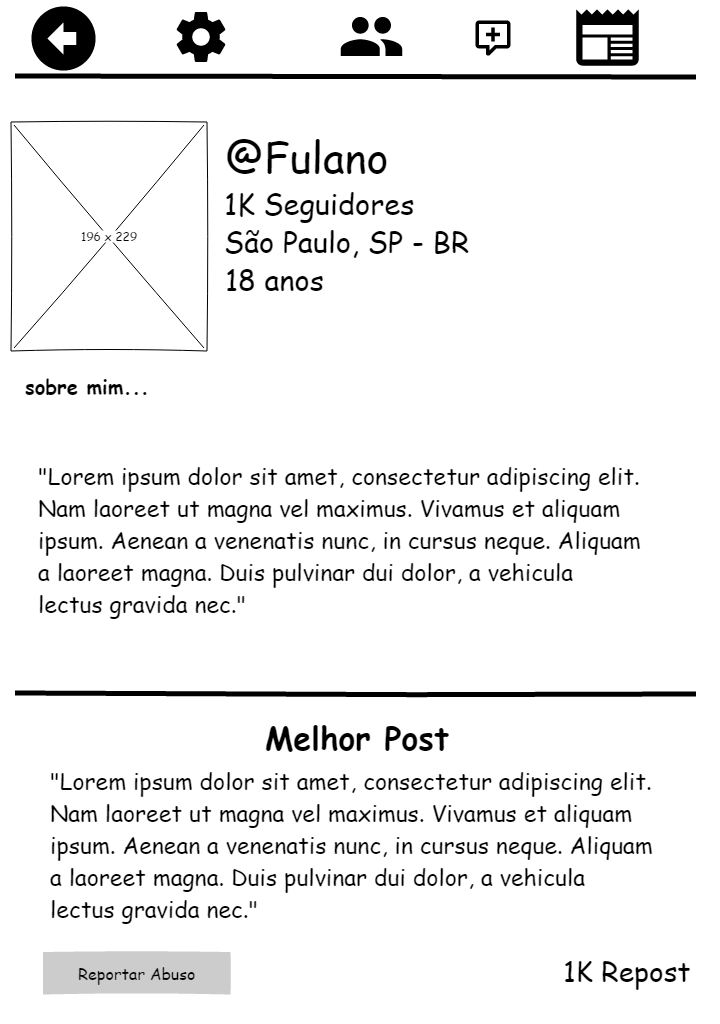 @Fulano
1K Seguidores
São Paulo, SP - BR
18 anos
196 x 229
sobre mim...
"Lorem ipsum dolor sit amet, consectetur adipiscing elit.
Nam laoreet ut magna vel maximus. Vivamus et aliquam
ipsum. Aenean a venenatis nunc, in cursus neque. Aliquam
a laoreet magna. Duis pulvinar dui dolor, a vehicula
lectus gravida nec."
Melhor Post
"Lorem ipsum dolor sit amet, consectetur adipiscing elit.
Nam laoreet ut magna vel maximus. Vivamus et aliquam
ipsum. Aenean a venenatis nunc, in cursus neque. Aliquam
a laoreet magna. Duis pulvinar dui dolor, a vehicula
lectus gravida nec."
Reportar Abuso
1K Repost